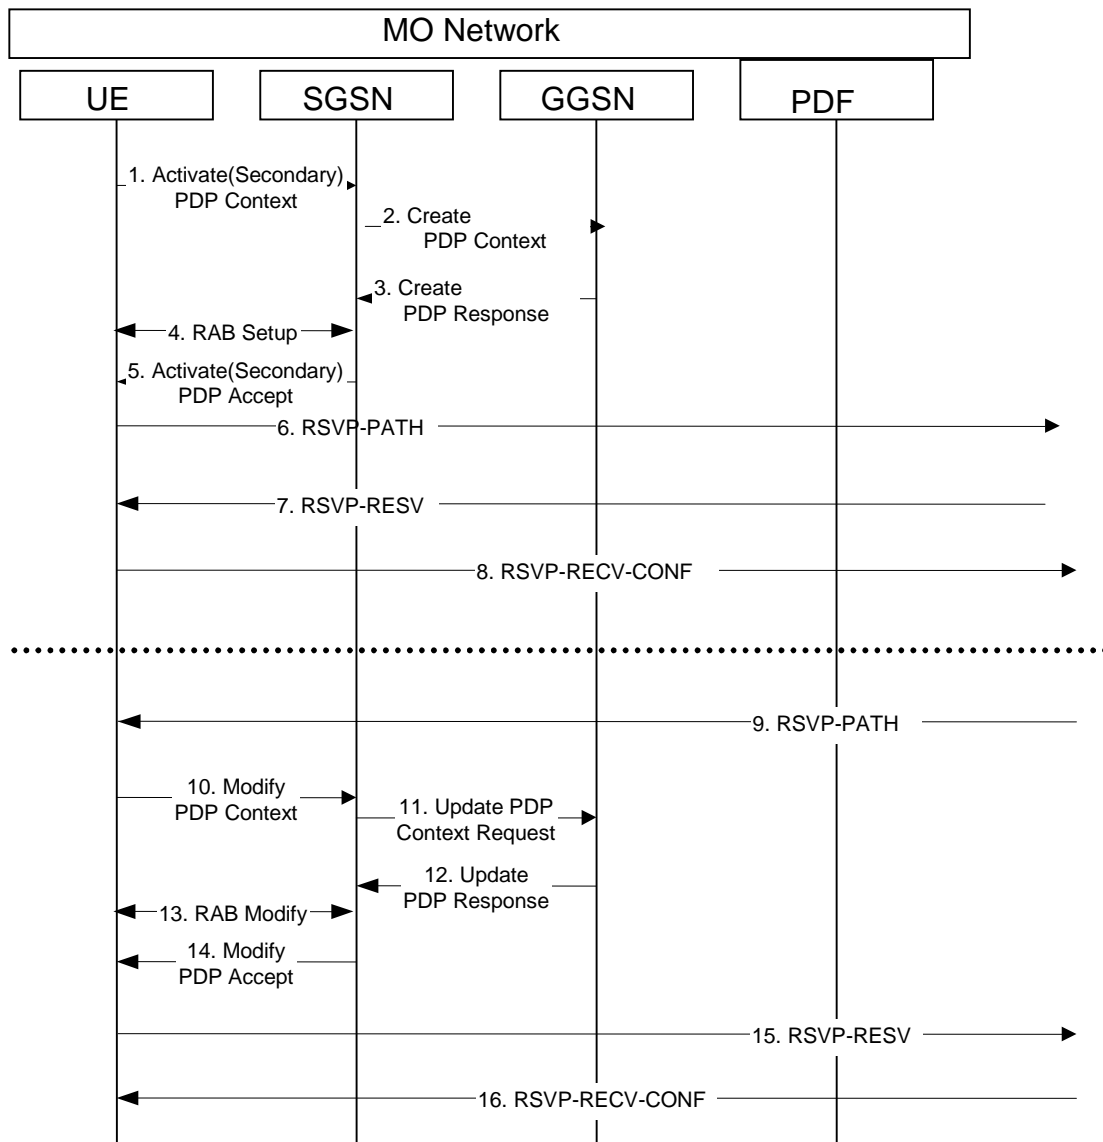 MO Network
UE
SGSN
GGSN
PDF
1. Activate(Secondary)
PDP Context
2. Create
PDP Context
3. Create
PDP Response
4. RAB Setup
5. Activate(Secondary)
PDP Accept
6. RSVP-PATH
7. RSVP-RESV
8. RSVP-RECV-CONF
9. RSVP-PATH
10. Modify
PDP Context
11. Update PDP
Context Request
12. Update
PDP Response
13. RAB Modify
14. Modify
PDP Accept
15. RSVP-RESV
16. RSVP-RECV-CONF